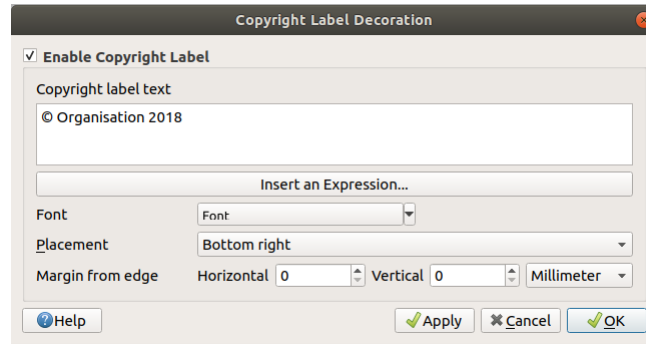 Copyright Label Decoration
Enable Copyright Label
Copyright label text
© Organisation 2018
Insert an Expression...
Font Font
Placement Bottom right
Margin from edge Horizontal 0 Vertical 0 Millimeter
Help Apply Cancel OK